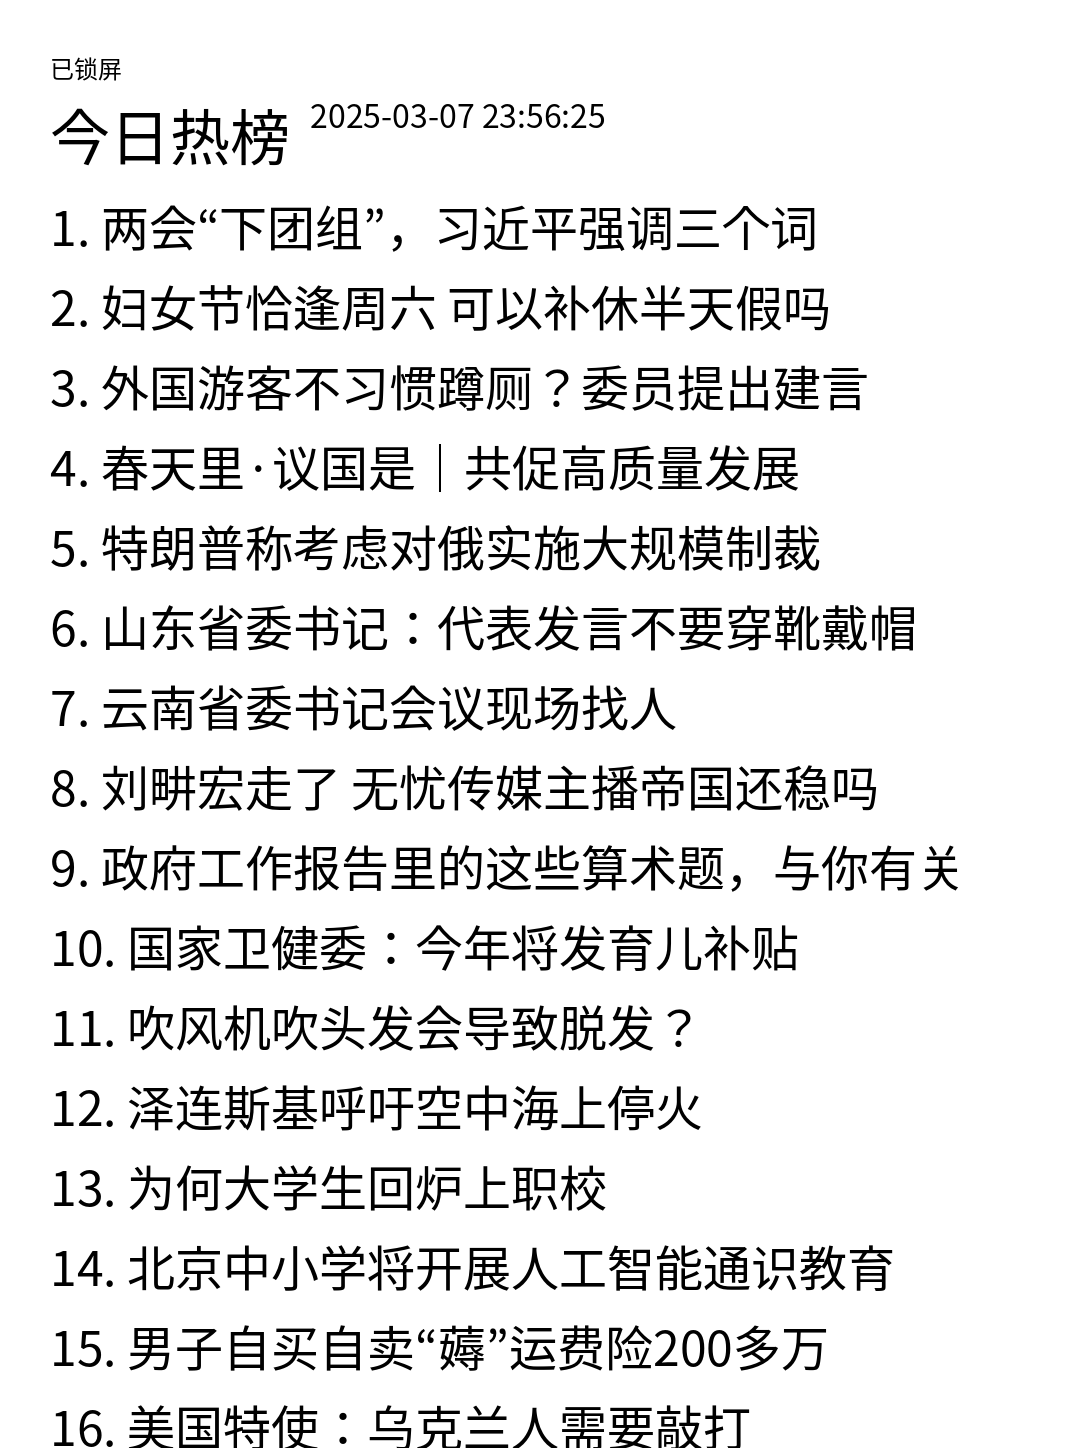 已锁屏
今日热榜 2025-03-07 23:56:25
1. 两会“下团组”，习近平强调三个词
2. 妇女节恰逢周六 可以补休半天假吗
3. 外国游客不习惯蹲厕？委员提出建言
4. 春天里·议国是｜共促高质量发展
5. 特朗普称考虑对俄实施大规模制裁
6. 山东省委书记：代表发言不要穿靴戴帽
7. 云南省委书记会议现场找人
8. 刘畊宏走了 无忧传媒主播帝国还稳吗
9. 政府工作报告里的这些算术题，与你有关
10. 国家卫健委：今年将发育儿补贴
11. 吹风机吹头发会导致脱发？
12. 泽连斯基呼吁空中海上停火
13. 为何大学生回炉上职校
14. 北京中小学将开展人工智能通识教育
15. 男子自买自卖“薅”运费险200多万
16. 美国特使：乌克兰人需要敲打